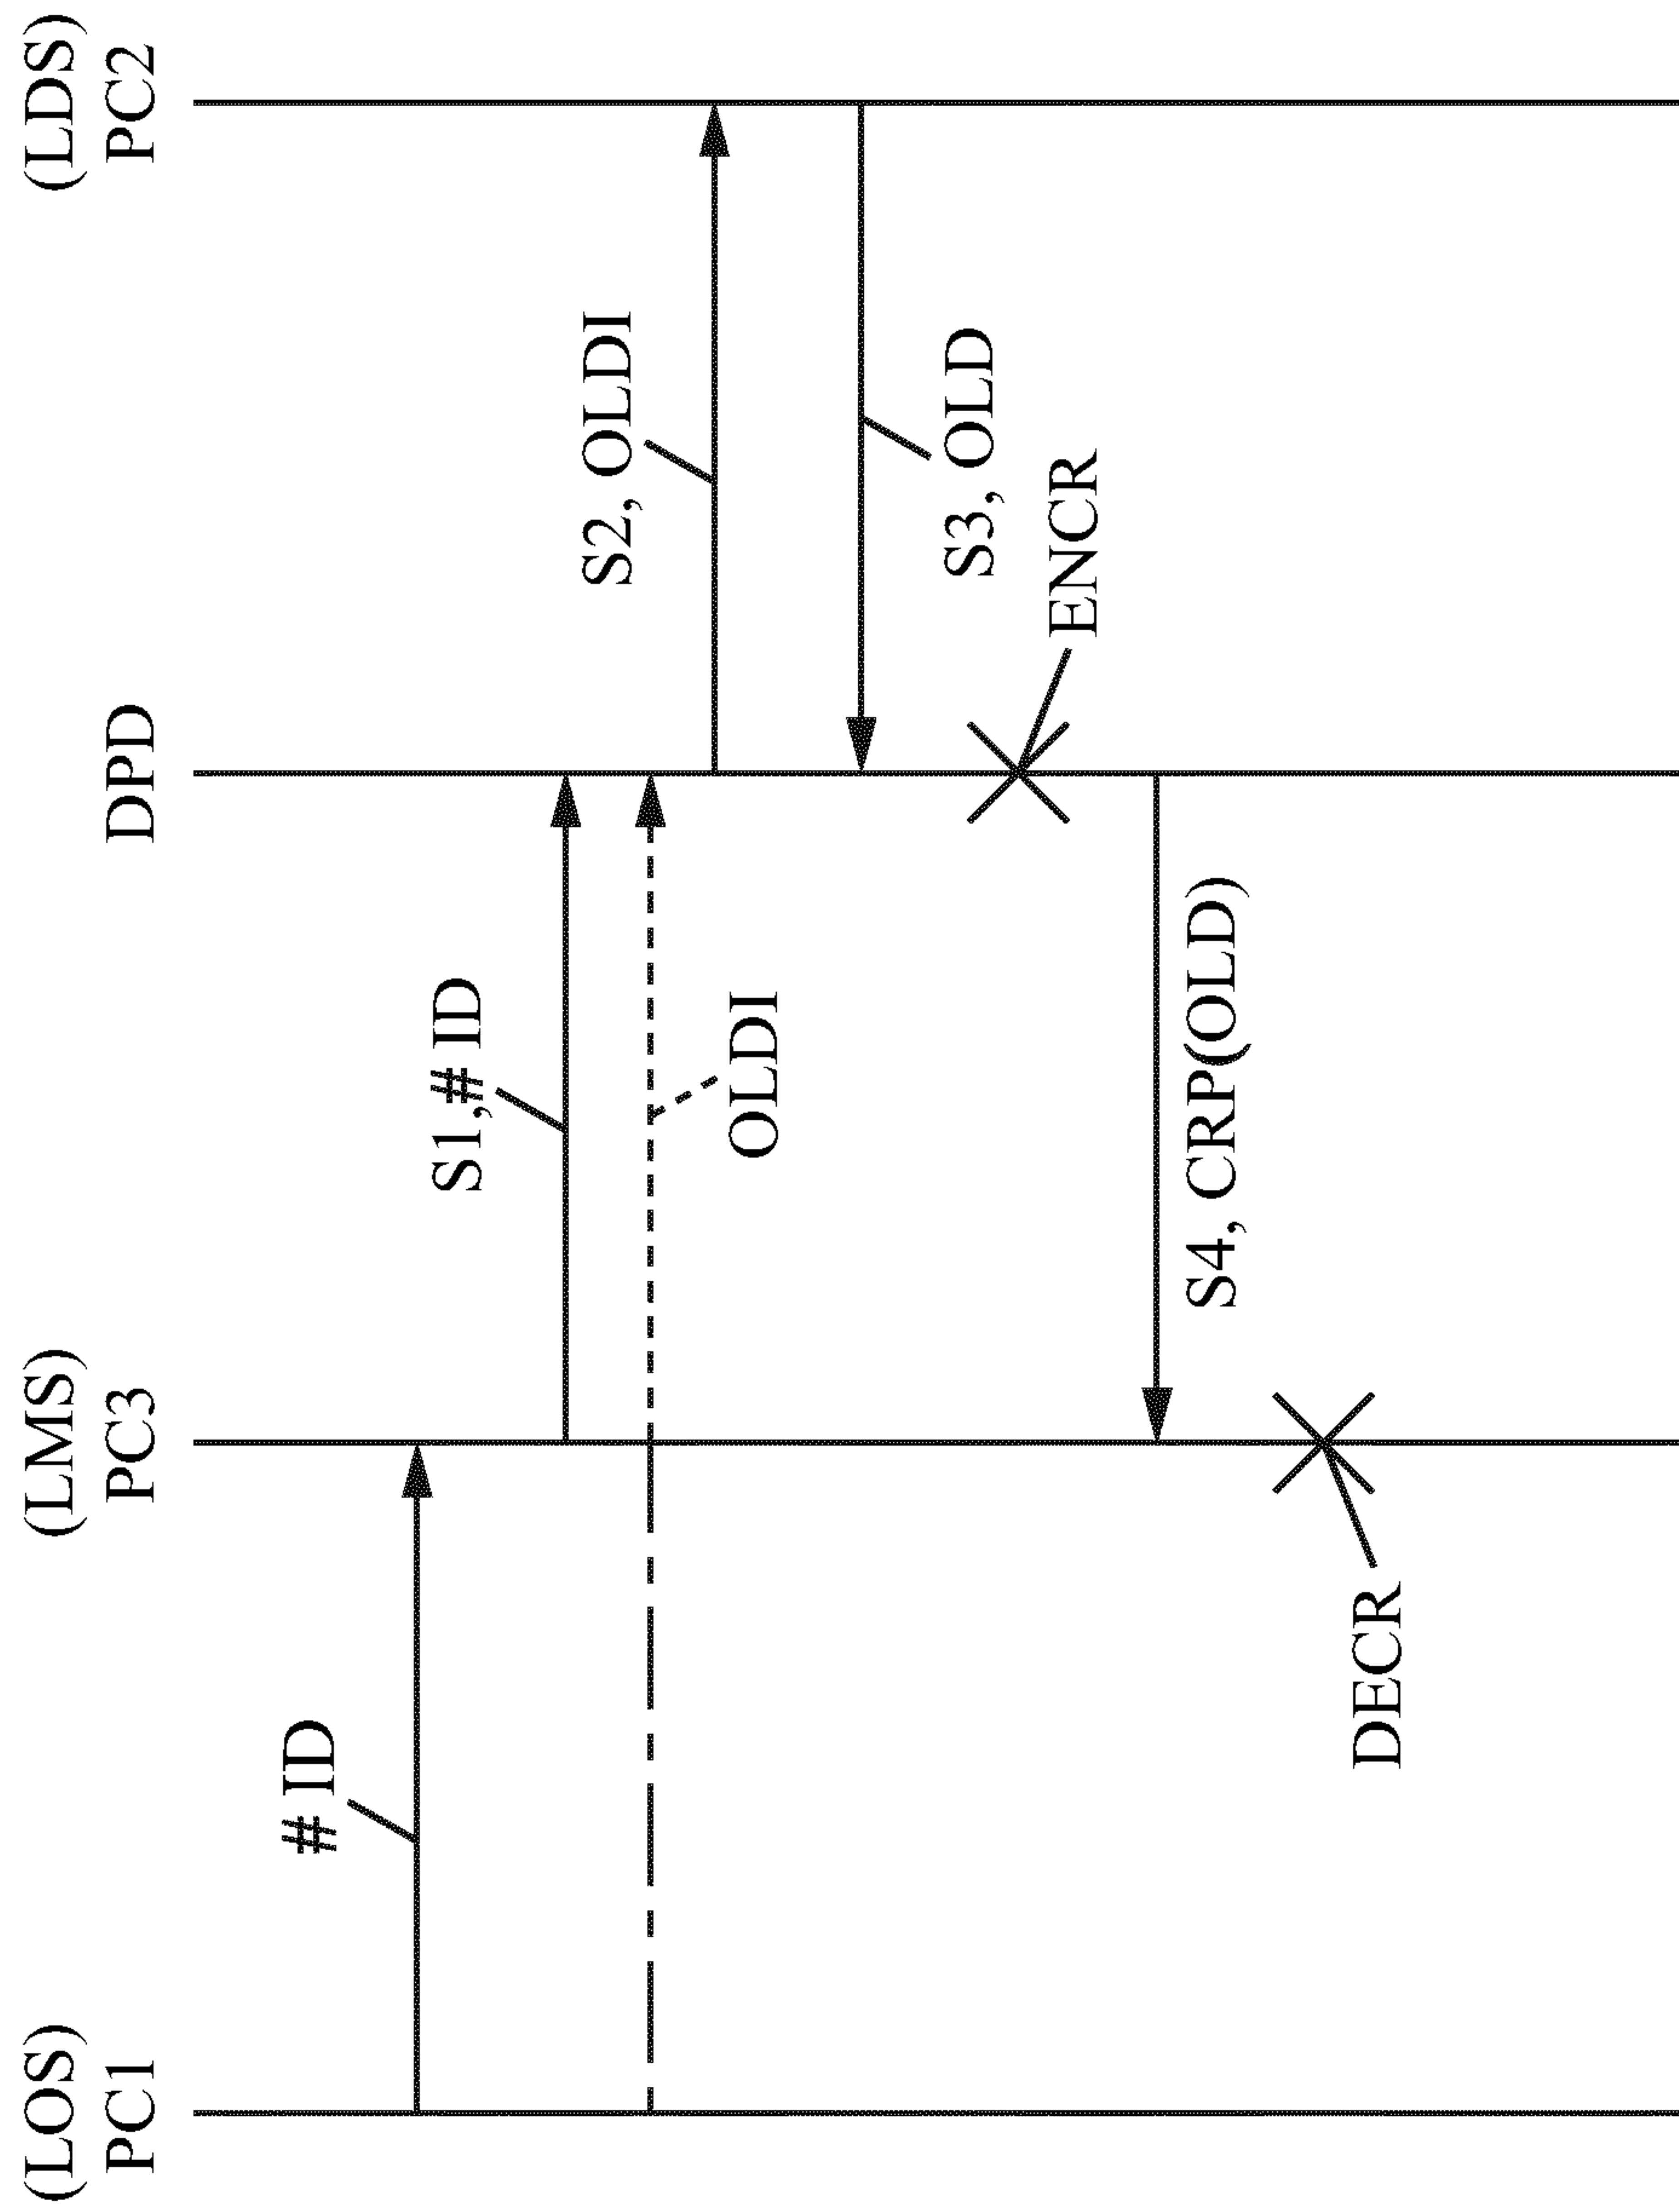 (LOS)
PC1
(LMS)
PC3
DPD
(LDS)
PC2
# ID
S1,# ID
OLDI
S2, OLDI
S3, OLD
ENCR
S4, CRP(OLD)
DECR